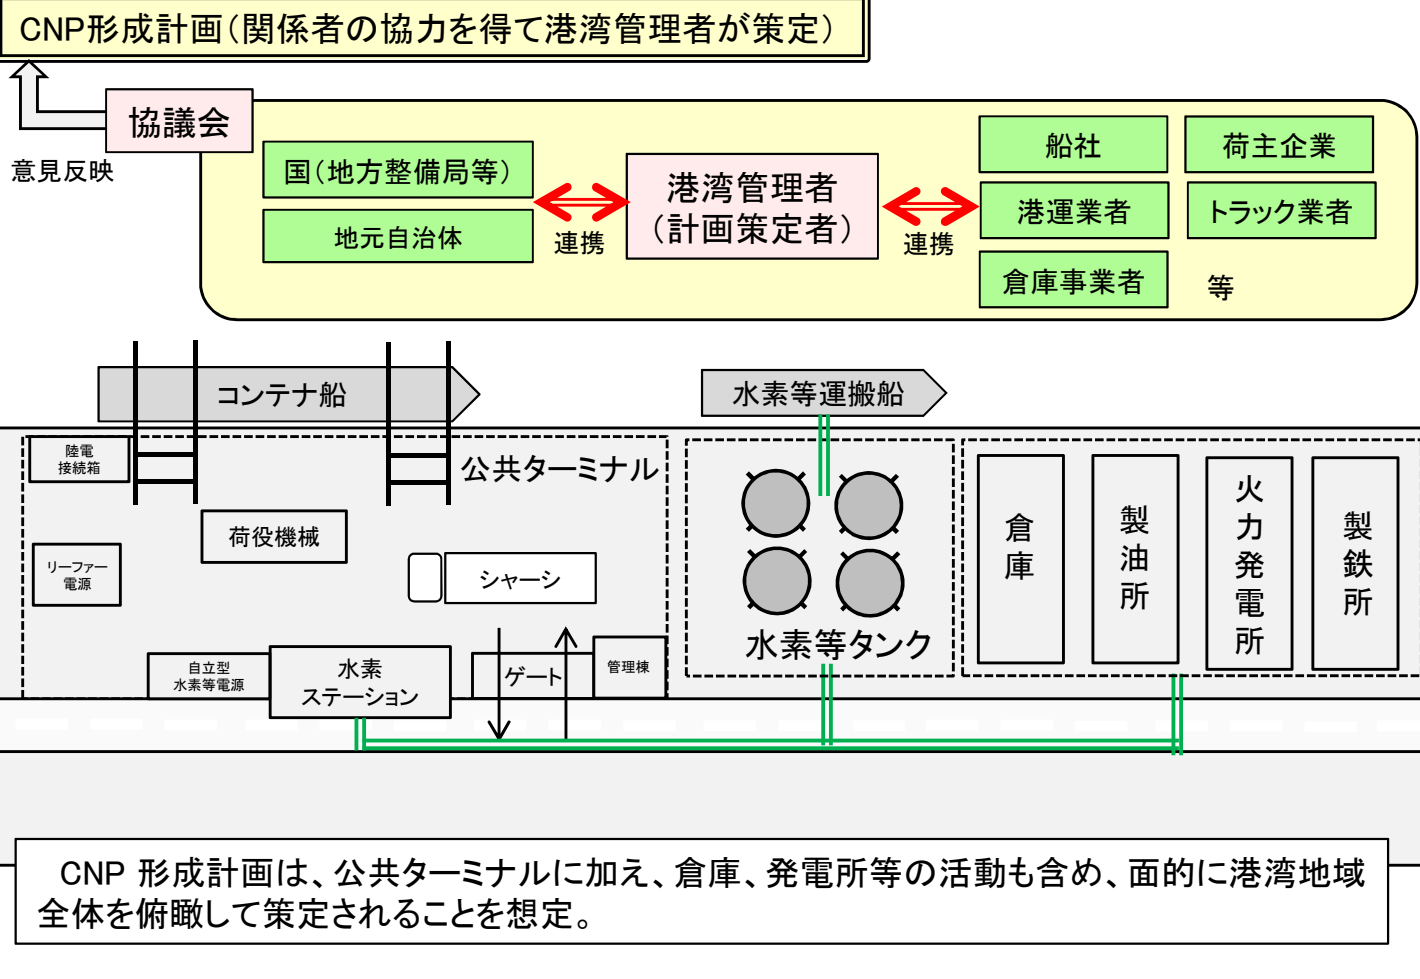 CNP形成計画（関係者の協力を得て港湾管理者が策定）
協議会
意見反映
国（地方整備局等）
地元自治体
連携
港湾管理者
（計画策定者）
連携
船社
荷主企業
港運業者
トラック業者
倉庫事業者
等
コンテナ船
水素等運搬船
陸電
接続箱
公共ターミナル
荷役機械
リーファー
電源
シャーシ
自立型
水素等電源
水素
ステーション
ゲート
管理棟
水素等タンク
倉庫
製油所
火力発電所
製鉄所
CNP 形成計画は、公共ターミナルに加え、倉庫、発電所等の活動も含め、面的に港湾地域
全体を俯瞰して策定されることを想定。